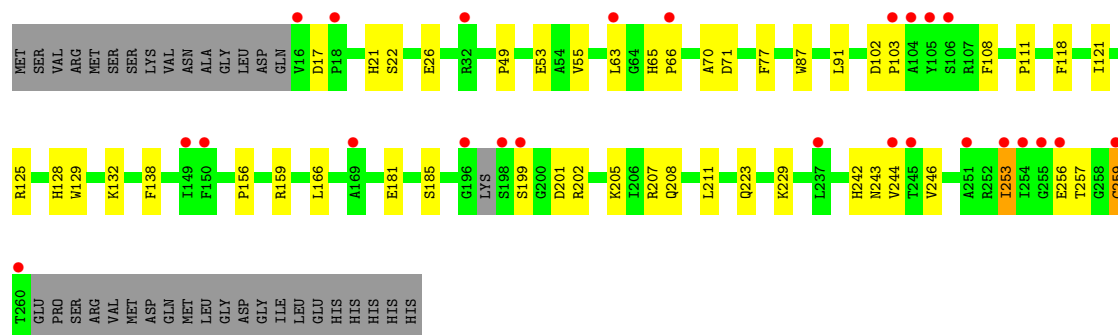 MET SER VAL ARG MET SER SER LYS VAL ASN ALA GLY LEU ASP GLN V16 D17 P18 H21 S22 E26 R32 P49 E53 A54 V55 L63 G64 H65 P66 A70 D71 F77 W87 L91 D102 P103 A104 Y105 S106 R107 F108 P111 F118 I121
R125 H128 W129 K132 F138 I149 F150 P156 R159 L166 A169 E181 S185 G196 LYS S198 S199 G200 D201 R202 K205 I206 R207 Q208 L211 Q223 K229 L237 H242 N243 V244 T245 V246 A251 R252 I253 I254 G255 E256 T257 G258
T260 GLU PRO SER ARG VAL MET ASP GLN MET LEU GLY ASP GLY ILE LEU GLU HIS HIS HIS HIS HIS HIS